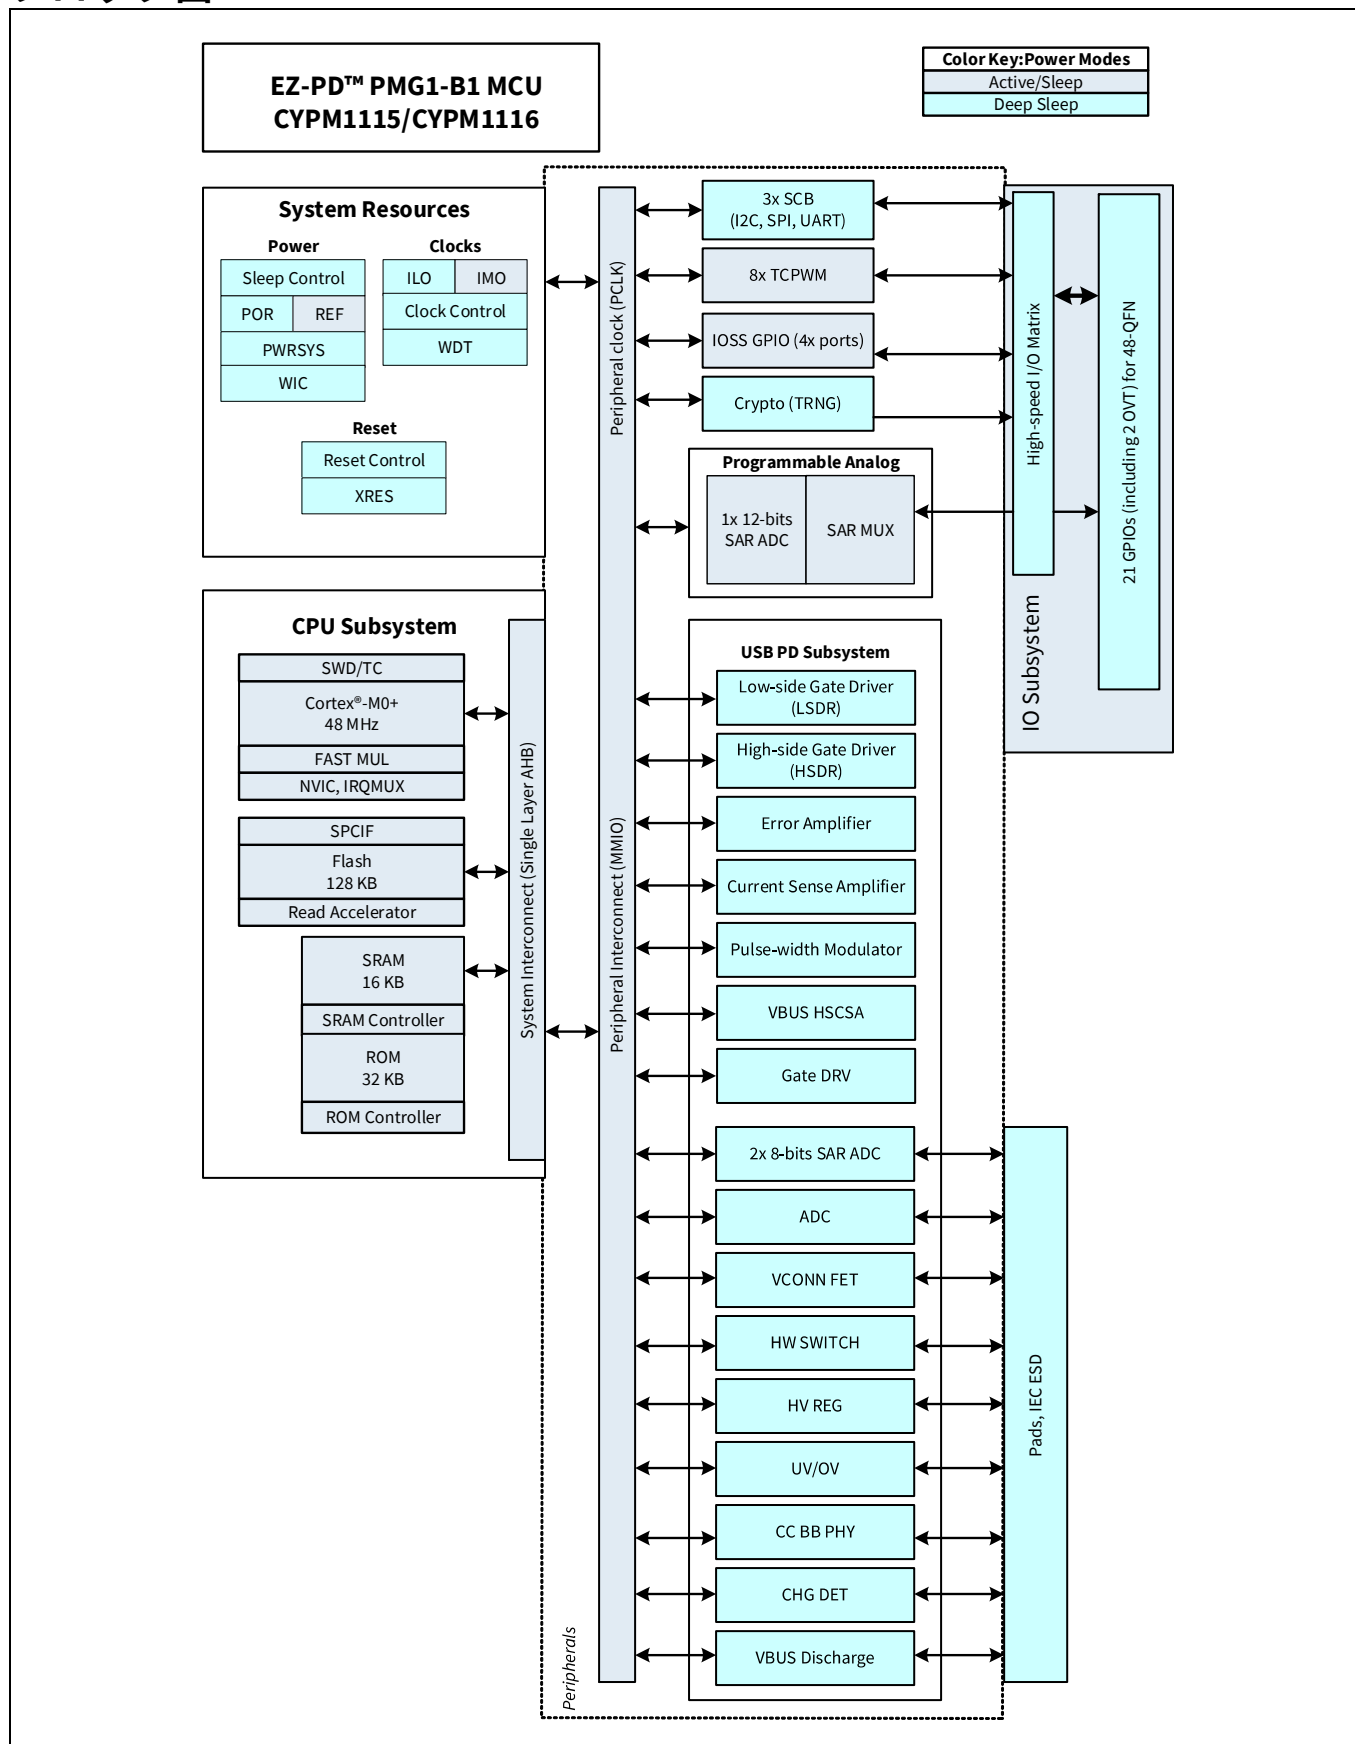 EZ-PD™ PMG1-B1 MCU
CYPM1115/CYPM1116
Color Key:Power Modes
Active/Sleep
Deep Sleep
System Resources
Power
Sleep Control
POR
REF
PWRSYS
WIC
Clocks
ILO
IMO
Clock Control
WDT
Reset
Reset Control
XRES
CPU Subsystem
SWD/TC
Cortex®-M0+
48 MHz
FAST MUL
NVIC, IRQMUX
SPCIF
Flash
128 KB
Read Accelerator
SRAM
16 KB
SRAM Controller
ROM
32 KB
ROM Controller
System Interconnect (Single Layer AHB)
Peripheral clock (PCLK)
Peripheral Interconnect (MMIO)
Peripherals
3x SCB
(I2C, SPI, UART)
8x TCPWM
IOSS GPIO (4x ports)
Crypto (TRNG)
Programmable Analog
1x 12-bits
SAR ADC
SAR MUX
USB PD Subsystem
Low-side Gate Driver
(LSDR)
High-side Gate Driver
(HSDR)
Error Amplifier
Current Sense Amplifier
Pulse-width Modulator
VBUS HSCSA
Gate DRV
2x 8-bits SAR ADC
ADC
VCONN FET
HW SWITCH
HV REG
UV/OV
CC BB PHY
CHG DET
VBUS Discharge
High-speed I/O Matrix
21 GPIOs (including 2 OVT) for 48-QFN
IO Subsystem
Pads, IEC ESD